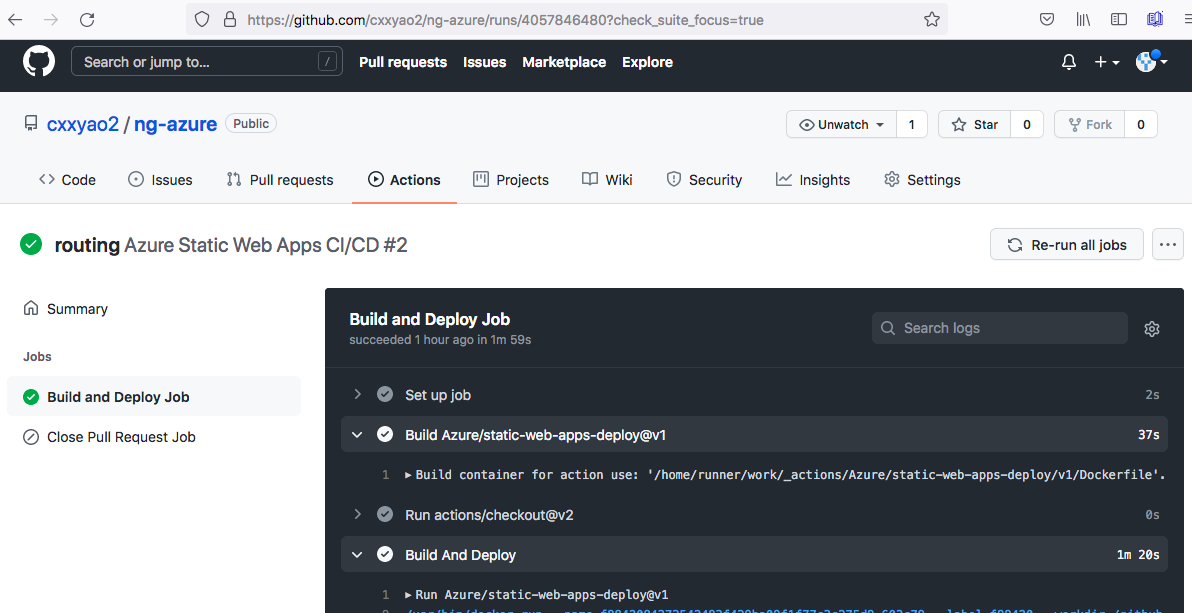 https://github.com/cxxyao2/ng-azure/runs/4057846480?check_suite_focus=true
Search or jump to... / Pull requests Issues Marketplace Explore
cxxyao2 / ng-azure Public Unwatch 1 Star 0 Fork 0
Code Issues Pull requests Actions Projects Wiki Security Insights Settings
routing Azure Static Web Apps CI/CD #2 Re-run all jobs ...
Summary
Jobs
Build and Deploy Job
Close Pull Request Job
Build and Deploy Job
succeeded 1 hour ago in 1m 59s
Search logs
Set up job 2s
Build Azure/static-web-apps-deploy@v1 37s
1 ▸Build container for action use: '/home/runner/work/_actions/Azure/static-web-apps-deploy/v1/Dockerfile'.
Run actions/checkout@v2 0s
Build And Deploy 1m 20s
1 ▸Run Azure/static-web-apps-deploy@v1